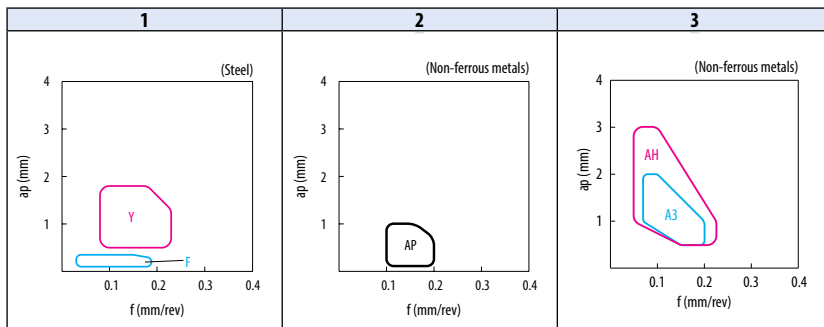 1
2
3
(Steel)
4
3
2
1
ap (mm)
Y
F
0.1 0.2 0.3 0.4
f (mm/rev)
(Non-ferrous metals)
4
3
2
1
ap (mm)
AP
0.1 0.2 0.3 0.4
f (mm/rev)
(Non-ferrous metals)
4
3
2
1
ap (mm)
AH
A3
0.1 0.2 0.3 0.4
f (mm/rev)